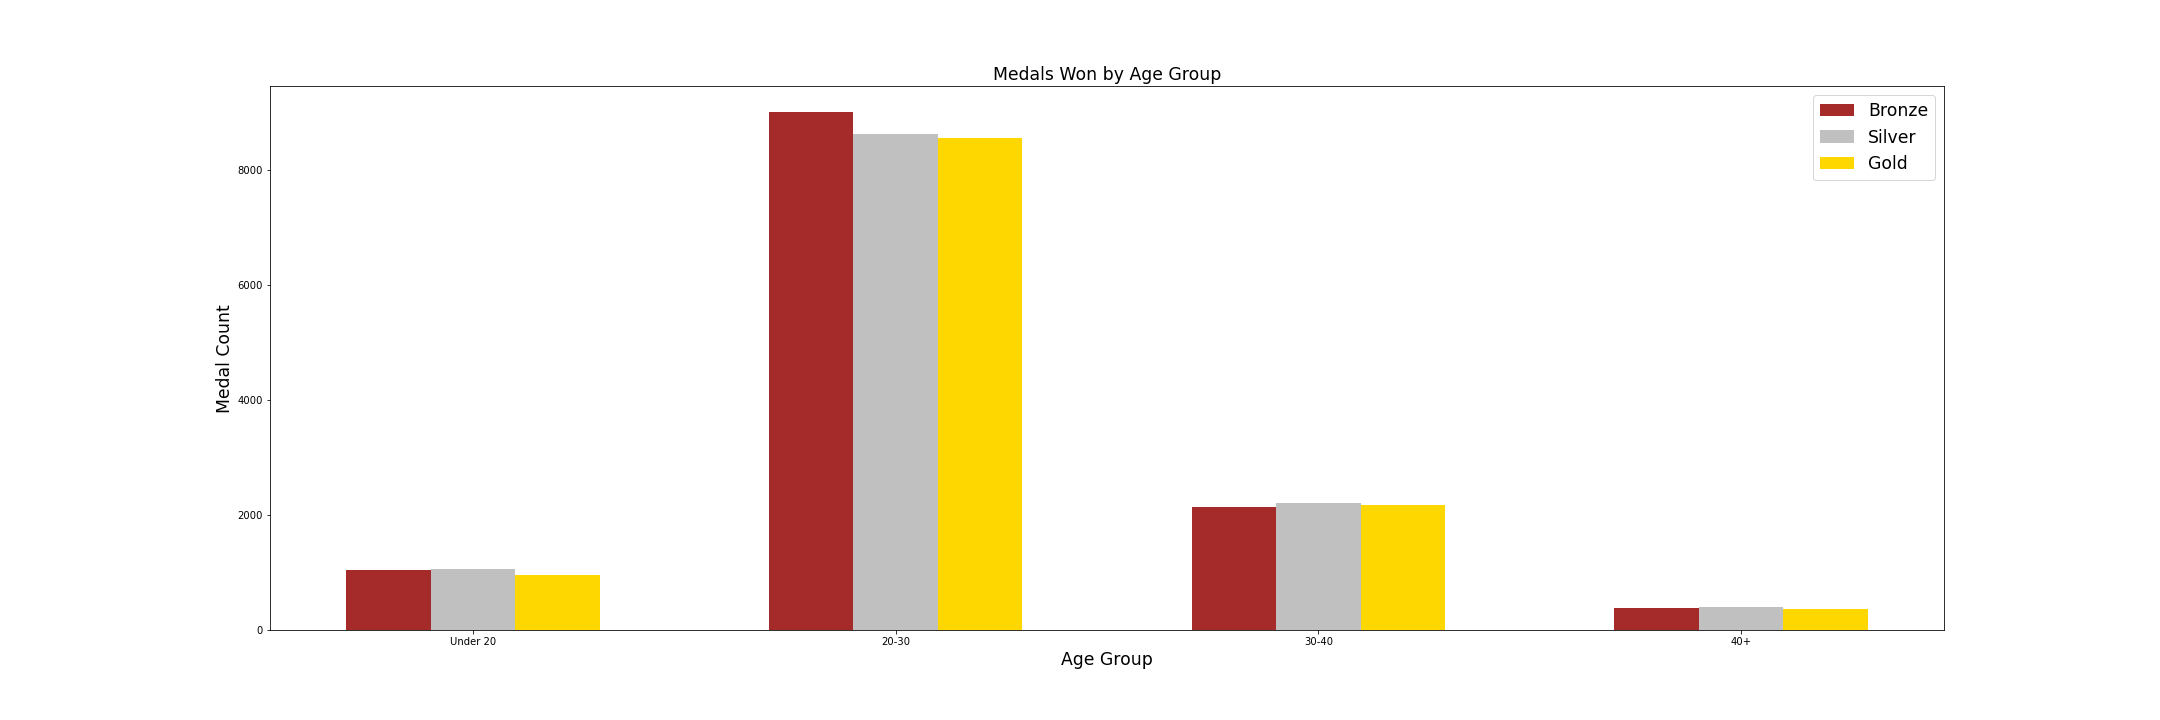 Medals Won by Age Group
Bronze
Silver
Gold
8000
6000
4000
2000
0
Medal Count
Under 20
20-30
30-40
40+
Age Group